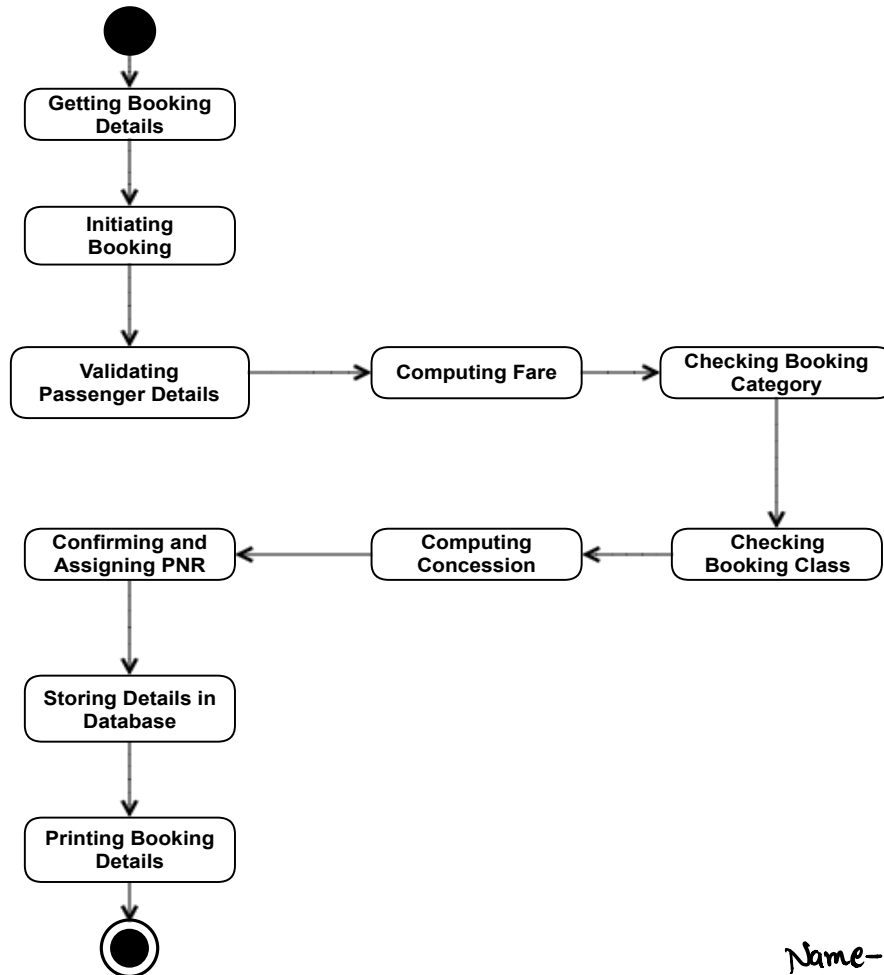 Getting Booking
Details
Initiating
Booking
Validating
Passenger Details
Computing Fare
Checking Booking
Category
Checking
Booking Class
Computing
Concession
Confirming and
Assigning PNR
Storing Details in
Database
Printing Booking
Details
Name-